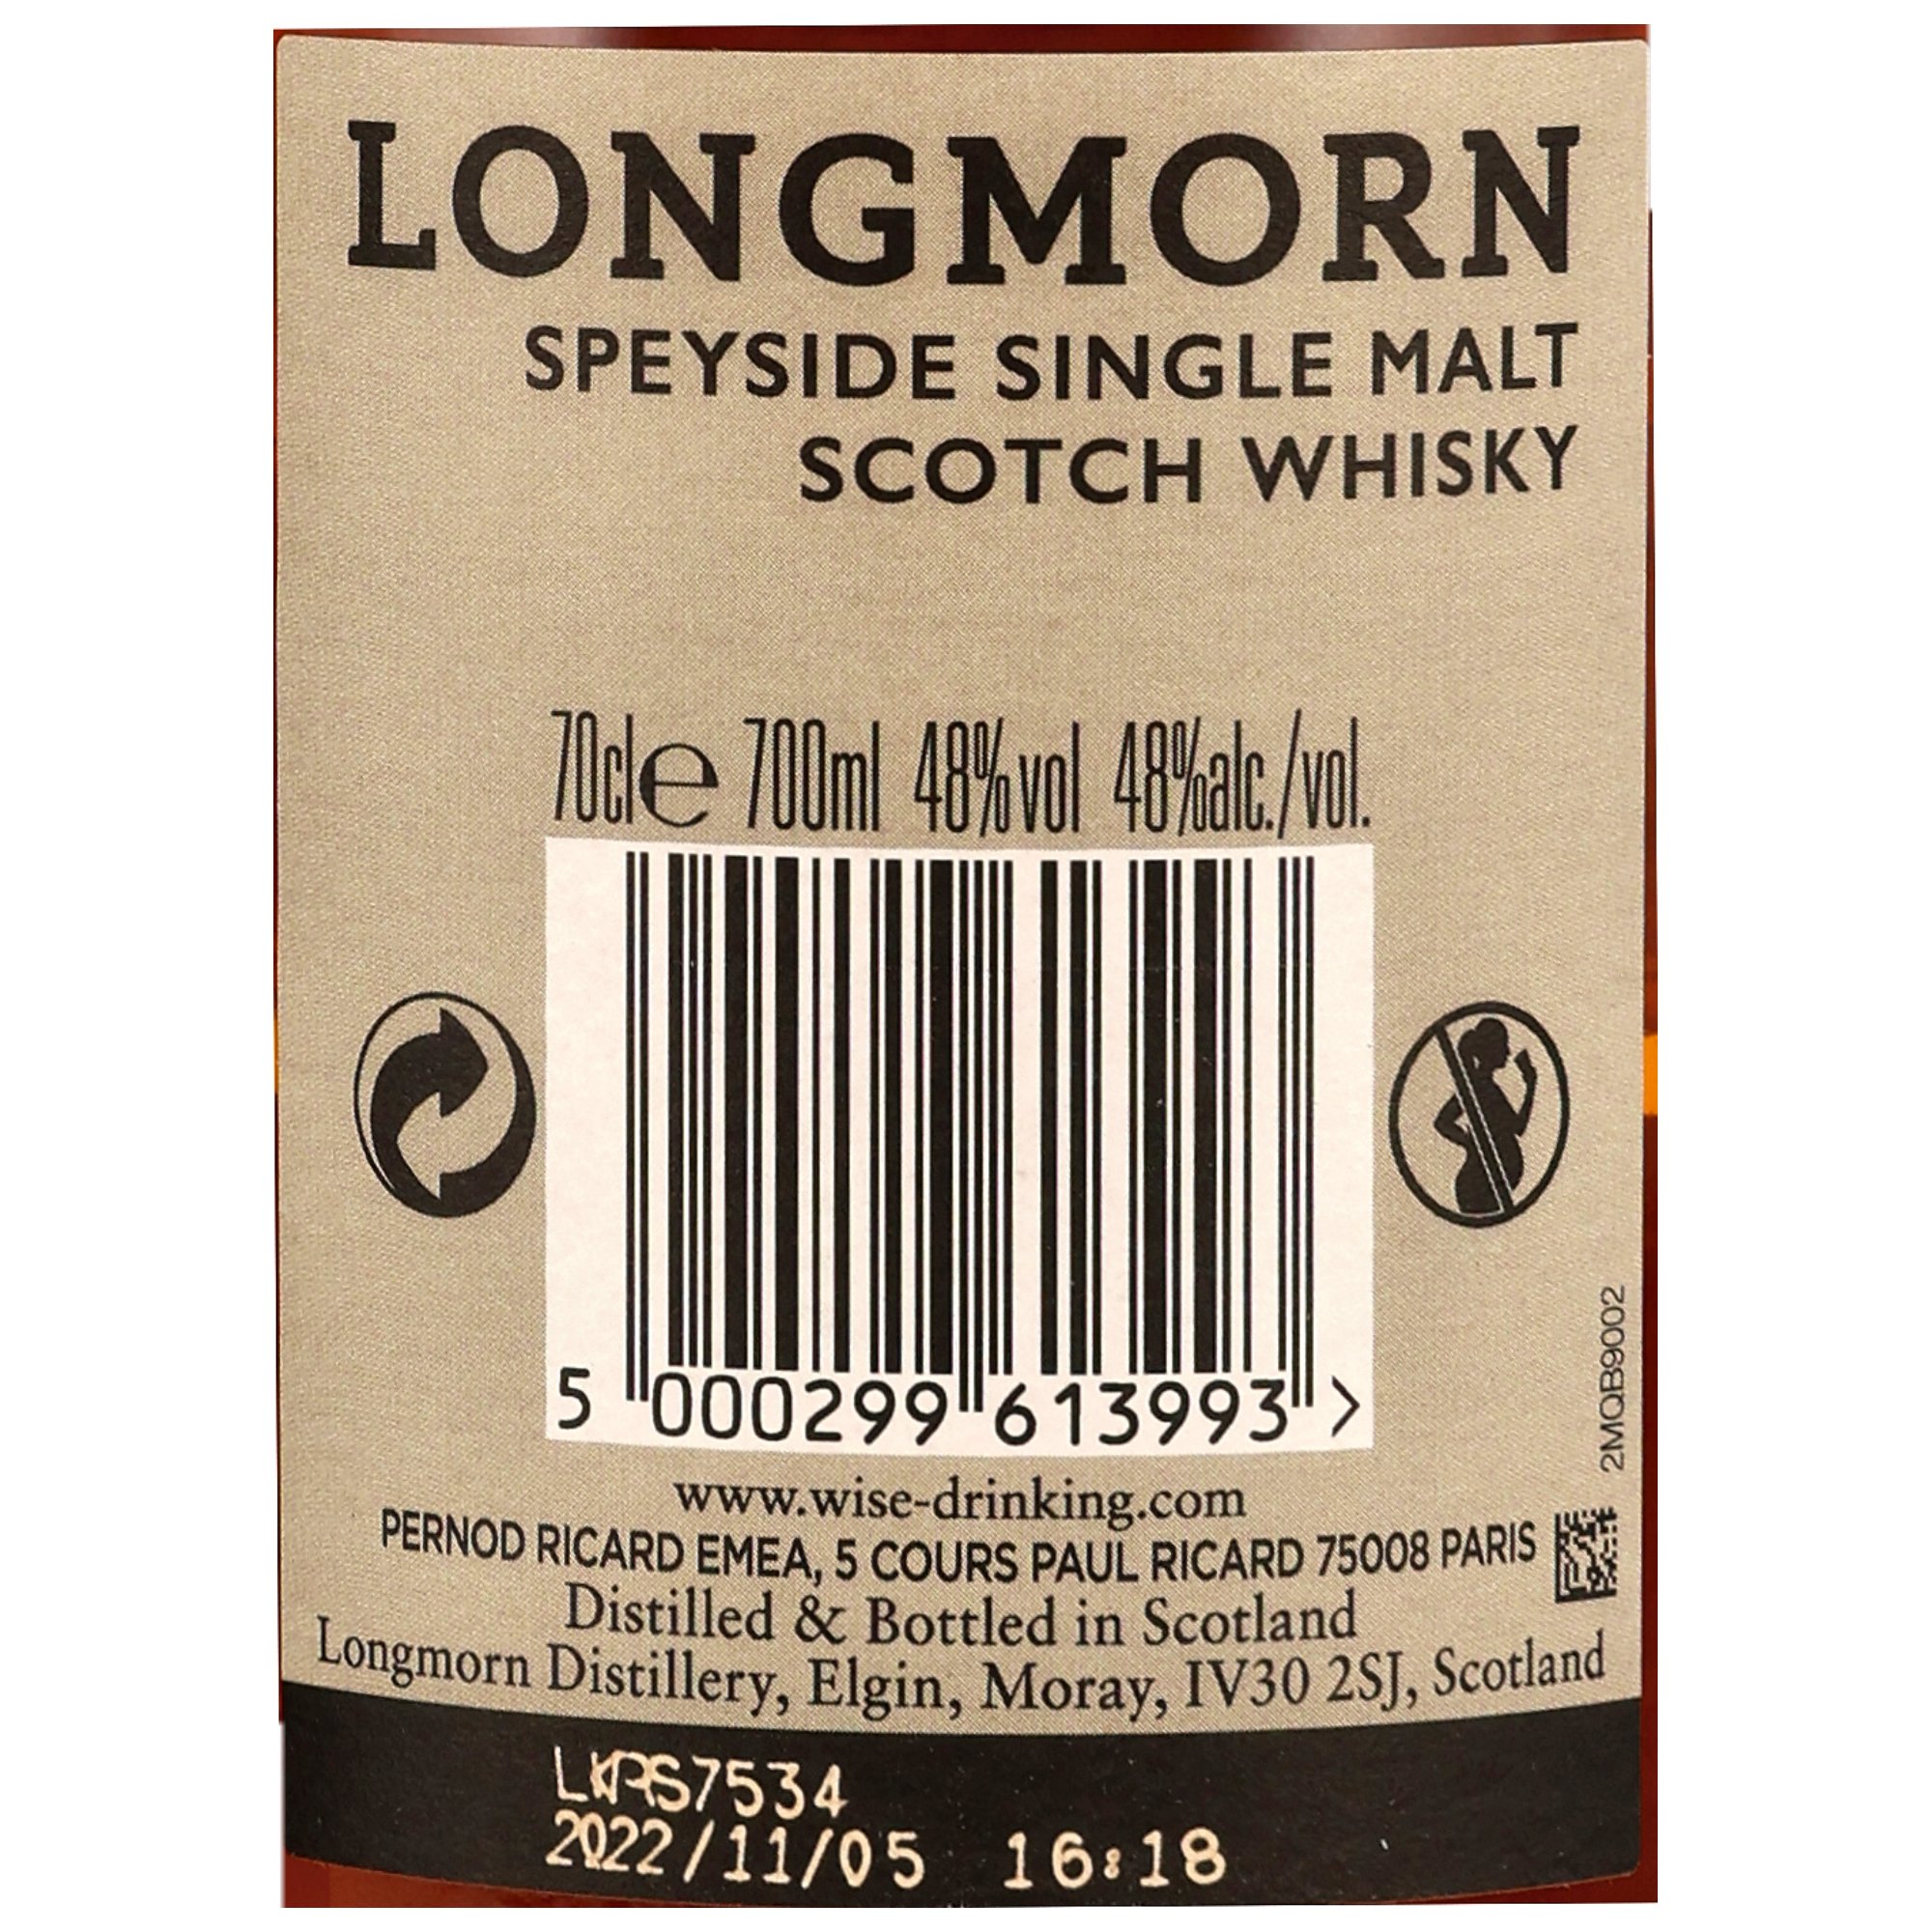 LONGMORN
SPEYSIDE SINGLE MALT
SCOTCH WHISKY
70cl e 700ml 48%vol 48%alc./vol.
5 000299 613993 >
2MQB9002
www.wise-drinking.com
PERNOD RICARD EMEA, 5 COURS PAUL RICARD 75008 PARIS
Distilled & Bottled in Scotland
Longmorn Distillery, Elgin, Moray, IV30 2SJ, Scotland
LKRS7534
2022/11/05 16:18